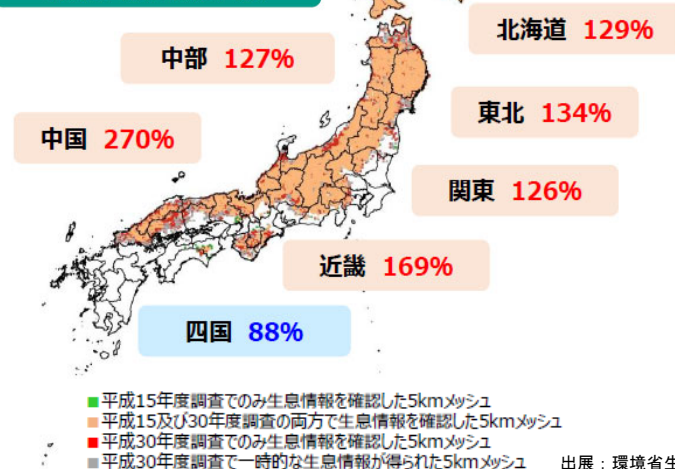 北海道 129%
中部 127%
東北 134%
中国 270%
関東 126%
近畿 169%
四国 88%
■平成15年度調査でのみ生息情報を確認した5kmメッシュ
■平成15及び30年度調査の両方で生息情報を確認した5kmメッシュ
■平成30年度調査でのみ生息情報を確認した5kmメッシュ
■平成30年度調査で一時的な生息情報が得られた5kmメッシュ
出展：環境省生